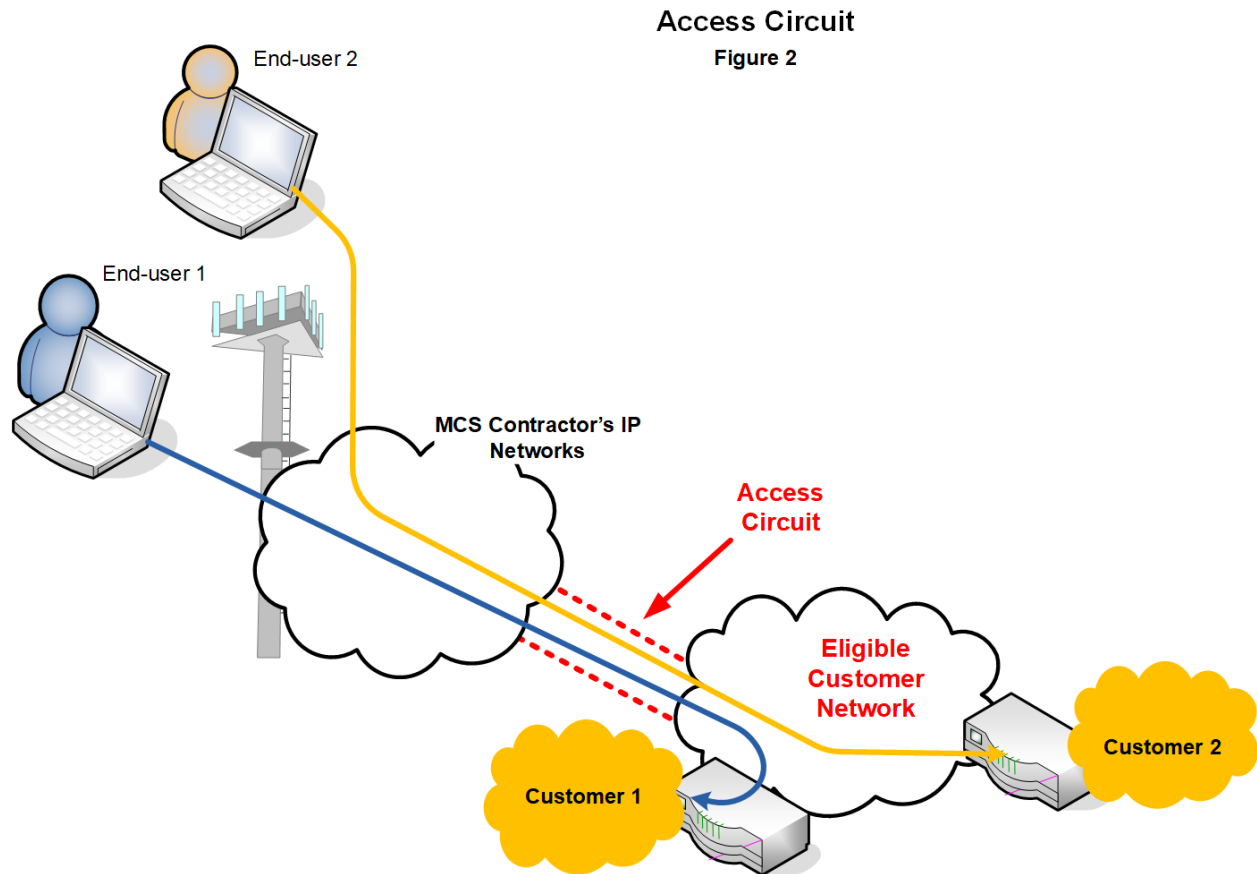 Access Circuit
Figure 2
End-user 2
End-user 1
MCS Contractor's IP
Networks
Access
Circuit
Eligible
Customer
Network
Customer 2
Customer 1